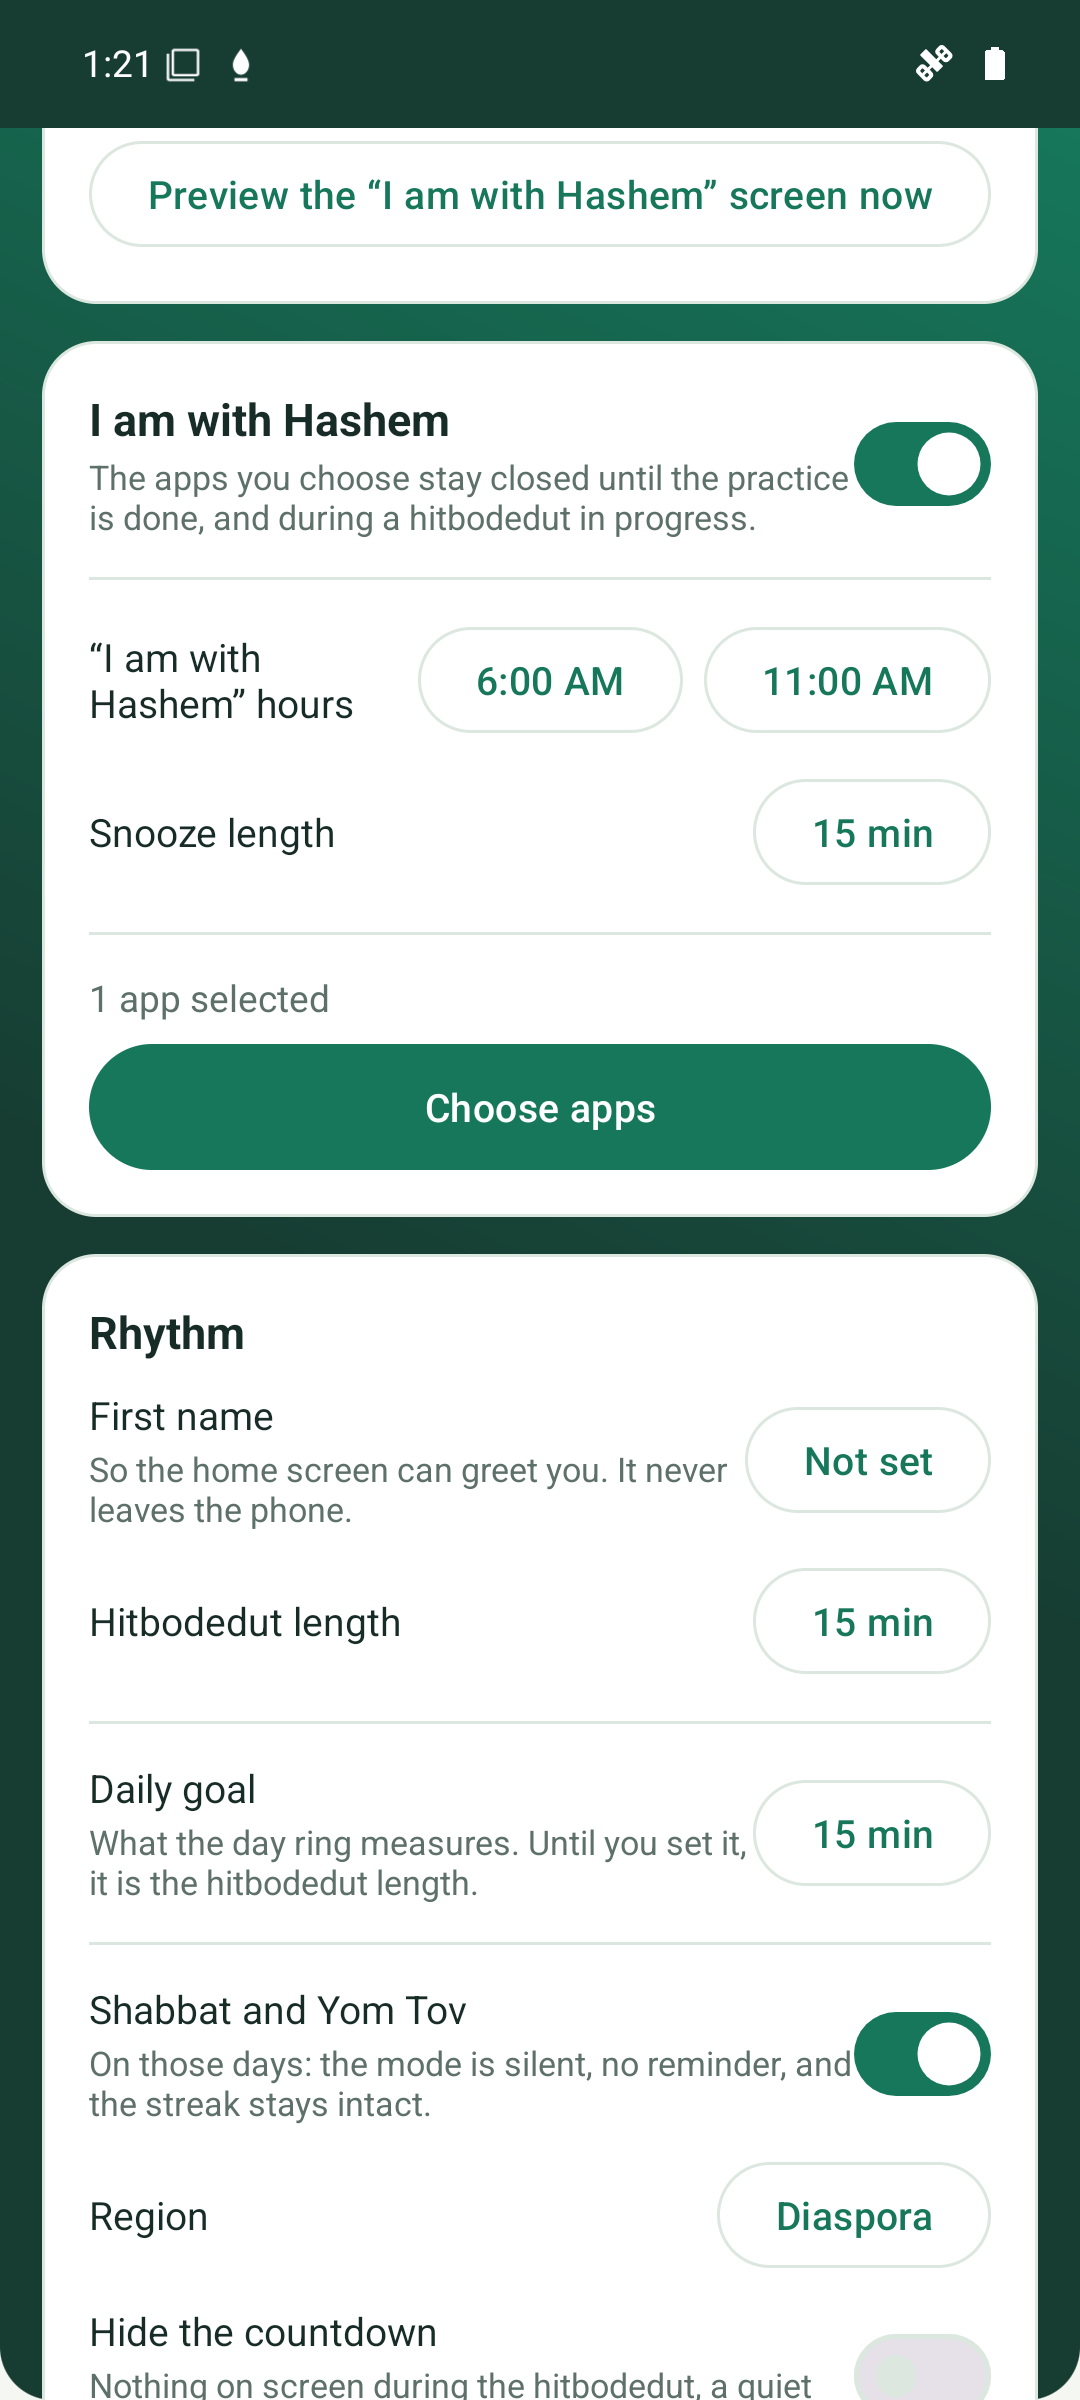 1:21
Preview the “I am with Hashem” screen now
I am with Hashem
The apps you choose stay closed until the practice
is done, and during a hitbodedut in progress.
“I am with
Hashem” hours
6:00 AM
11:00 AM
Snooze length
15 min
1 app selected
Choose apps
Rhythm
First name
So the home screen can greet you. It never
leaves the phone.
Not set
Hitbodedut length
15 min
Daily goal
What the day ring measures. Until you set it,
it is the hitbodedut length.
15 min
Shabbat and Yom Tov
On those days: the mode is silent, no reminder, and
the streak stays intact.
Region
Diaspora
Hide the countdown
Nothing on screen during the hitbodedut, a quiet